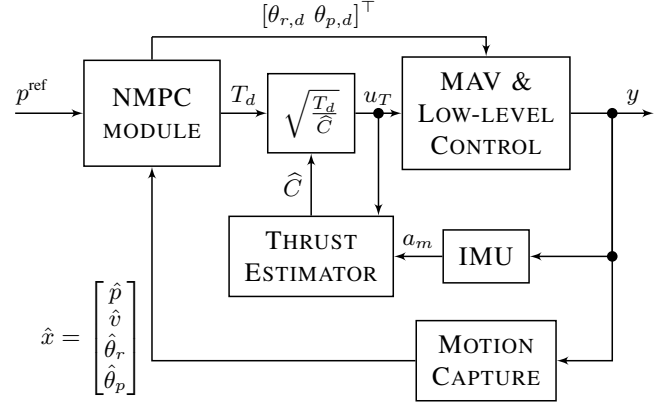 [θ_{r,d} θ_{p,d}]^⊤
p^{ref}
NMPC
MODULE
T_d
√(T_d/Ĉ)
u_T
MAV &
LOW-LEVEL
CONTROL
y
Ĉ
THRUST
ESTIMATOR
a_m
IMU
x̂ = [p̂
v̂
θ̂_r
θ̂_p]
MOTION
CAPTURE